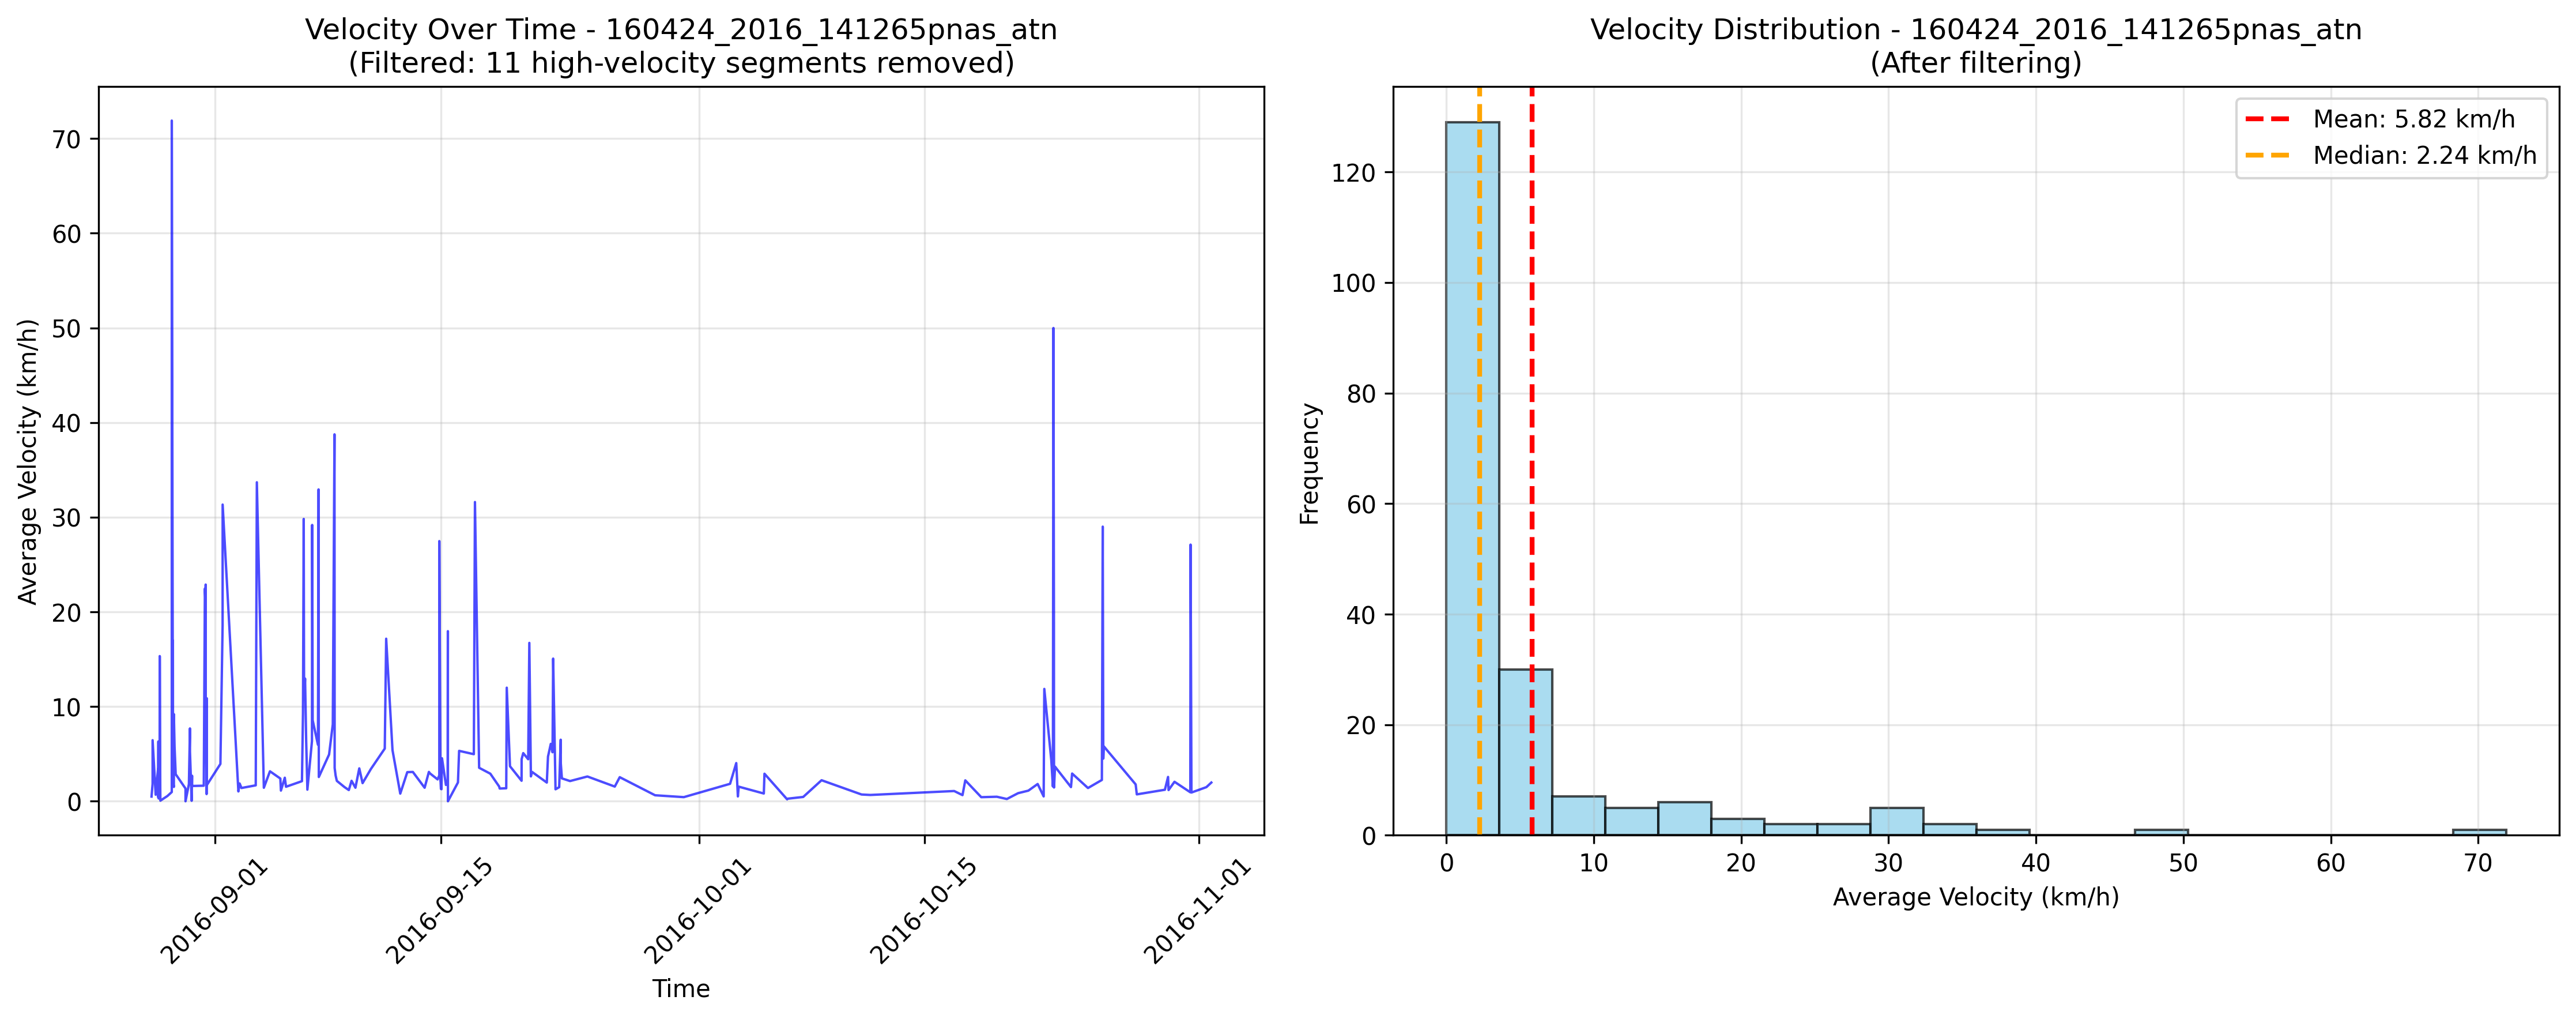 Velocity Over Time - 160424_2016_141265pnas_atn
(Filtered: 11 high-velocity segments removed)
Average Velocity (km/h)
70
60
50
40
30
20
10
0
2016-09-01
2016-09-15
2016-10-01
2016-10-15
2016-11-01
Time
Velocity Distribution - 160424_2016_141265pnas_atn
(After filtering)
Mean: 5.82 km/h
Median: 2.24 km/h
Frequency
120
100
80
60
40
20
0
0
10
20
30
40
50
60
70
Average Velocity (km/h)